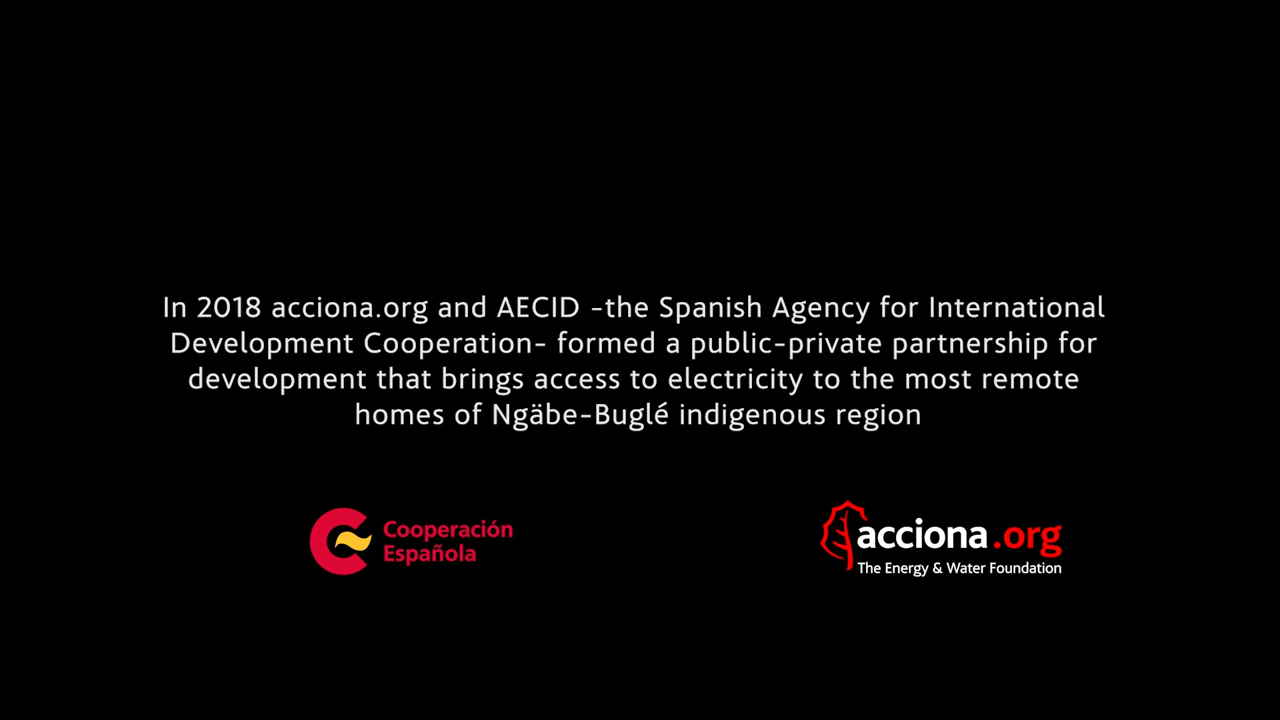 In 2018 acciona.org and AECID -the Spanish Agency for International
Development Cooperation- formed a public-private partnership for
development that brings access to electricity to the most remote
homes of Ngäbe-Buglé indigenous region
Cooperación
Española
acciona.org
The Energy & Water Foundation